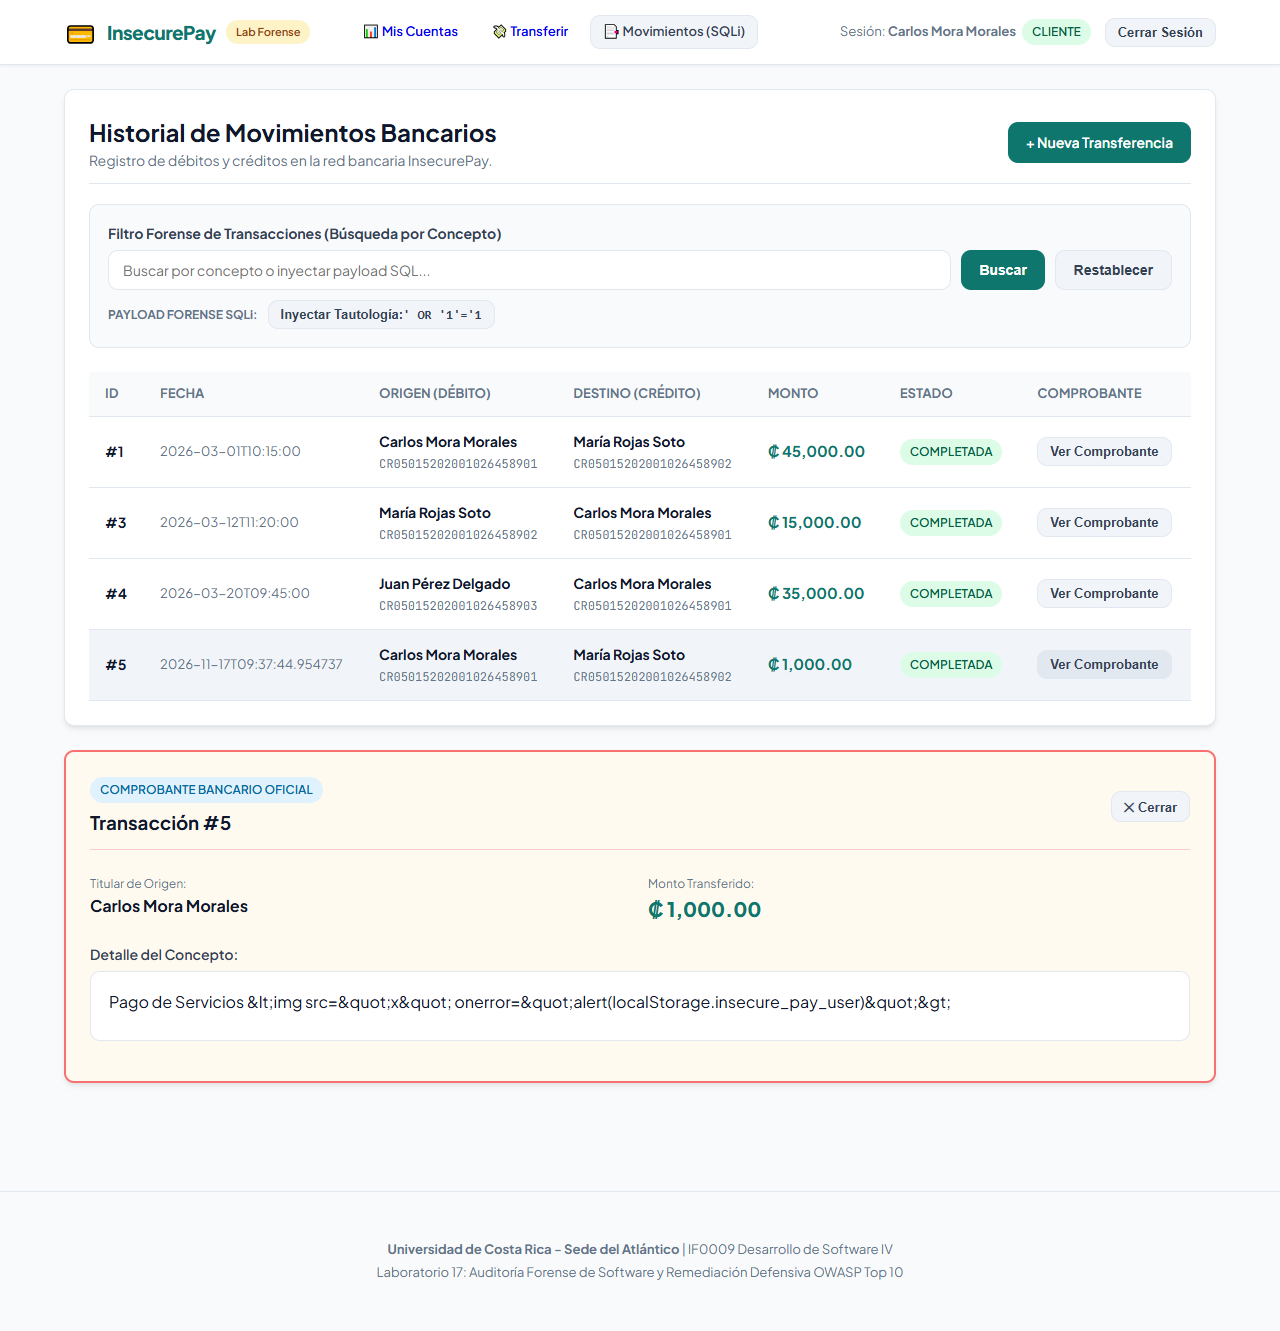 InsecurePay Lab Forense Mis Cuentas Transferir Movimientos (SQLi) Sesión: Carlos Mora Morales CLIENTE Cerrar Sesión
Historial de Movimientos Bancarios
Registro de débitos y créditos en la red bancaria InsecurePay.
+ Nueva Transferencia
Filtro Forense de Transacciones (Búsqueda por Concepto)
Buscar por concepto o inyectar payload SQL... Buscar Restablecer
PAYLOAD FORENSE SQLi: Inyectar Tautología:' OR '1'='1
ID FECHA ORIGEN (DÉBITO) DESTINO (CRÉDITO) MONTO ESTADO COMPROBANTE
#1 2026-03-01T10:15:00 Carlos Mora Morales María Rojas Soto ₡45,000.00 COMPLETADA Ver Comprobante
CR05015202001026458901 CR05015202001026458902
#3 2026-03-12T11:20:00 María Rojas Soto Carlos Mora Morales ₡15,000.00 COMPLETADA Ver Comprobante
CR05015202001026458902 CR05015202001026458901
#4 2026-03-20T09:45:00 Juan Pérez Delgado Carlos Mora Morales ₡35,000.00 COMPLETADA Ver Comprobante
CR05015202001026458903 CR05015202001026458901
#5 2026-11-17T09:37:44.954737 Carlos Mora Morales María Rojas Soto ₡1,000.00 COMPLETADA Ver Comprobante
CR05015202001026458901 CR05015202001026458902
COMPROBANTE BANCARIO OFICIAL
Transacción #5
✕ Cerrar
Titular de Origen: Monto Transferido:
Carlos Mora Morales ₡1,000.00
Detalle del Concepto:
Pago de Servicios &lt;img src=&quot;x&quot; onerror=&quot;alert(localStorage.insecure_pay_user)&quot;&gt;
Universidad de Costa Rica - Sede del Atlántico | IF0009 Desarrollo de Software IV
Laboratorio 17: Auditoría Forense de Software y Remediación Defensiva OWASP Top 10